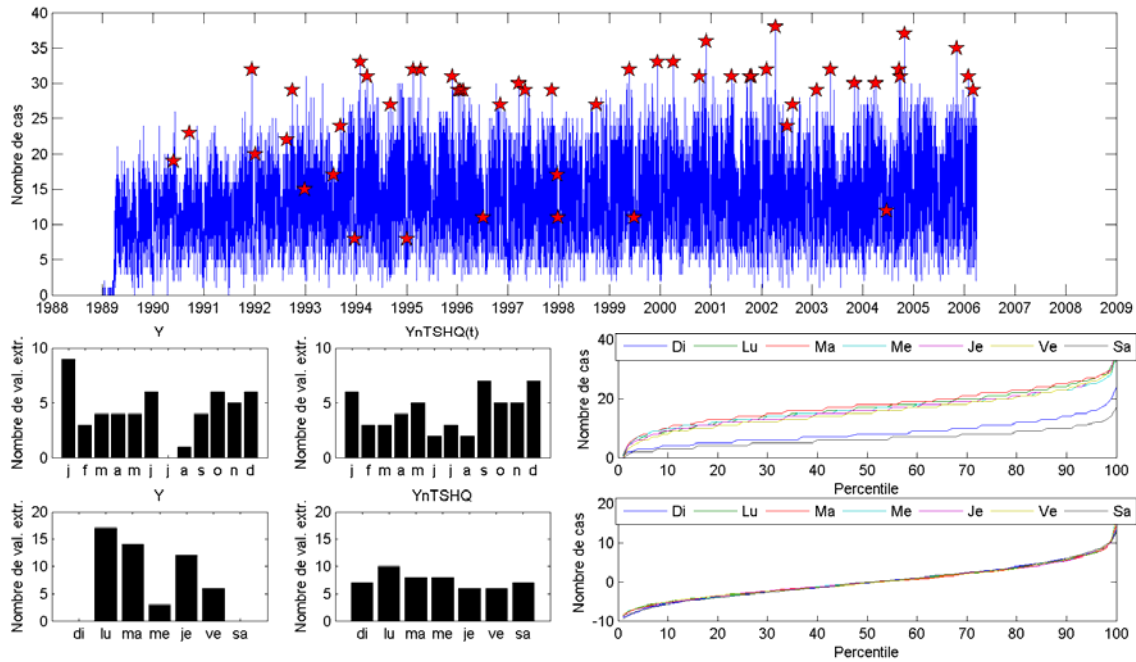 Nombre de cas
40
35
30
25
20
15
10
5
0
1988 1989 1990 1991 1992 1993 1994 1995 1996 1997 1998 1999 2000 2001 2002 2003 2004 2005 2006 2007 2008 2009
Y
Nombre de val. extr.
10
5
0
j f m a m j j a s o n d
YnTSHQ(t)
Nombre de val. extr.
10
5
0
j f m a m j j a s o n d
Nombre de cas
40
20
0
Di Lu Ma Me Je Ve Sa
0 10 20 30 40 50 60 70 80 90 100
Percentile
Y
Nombre de val. extr.
20
15
10
5
0
di lu ma me je ve sa
YnTSHQ
Nombre de val. extr.
20
15
10
5
0
di lu ma me je ve sa
Nombre de cas
20
10
0
-10
Di Lu Ma Me Je Ve Sa
0 10 20 30 40 50 60 70 80 90 100
Percentile